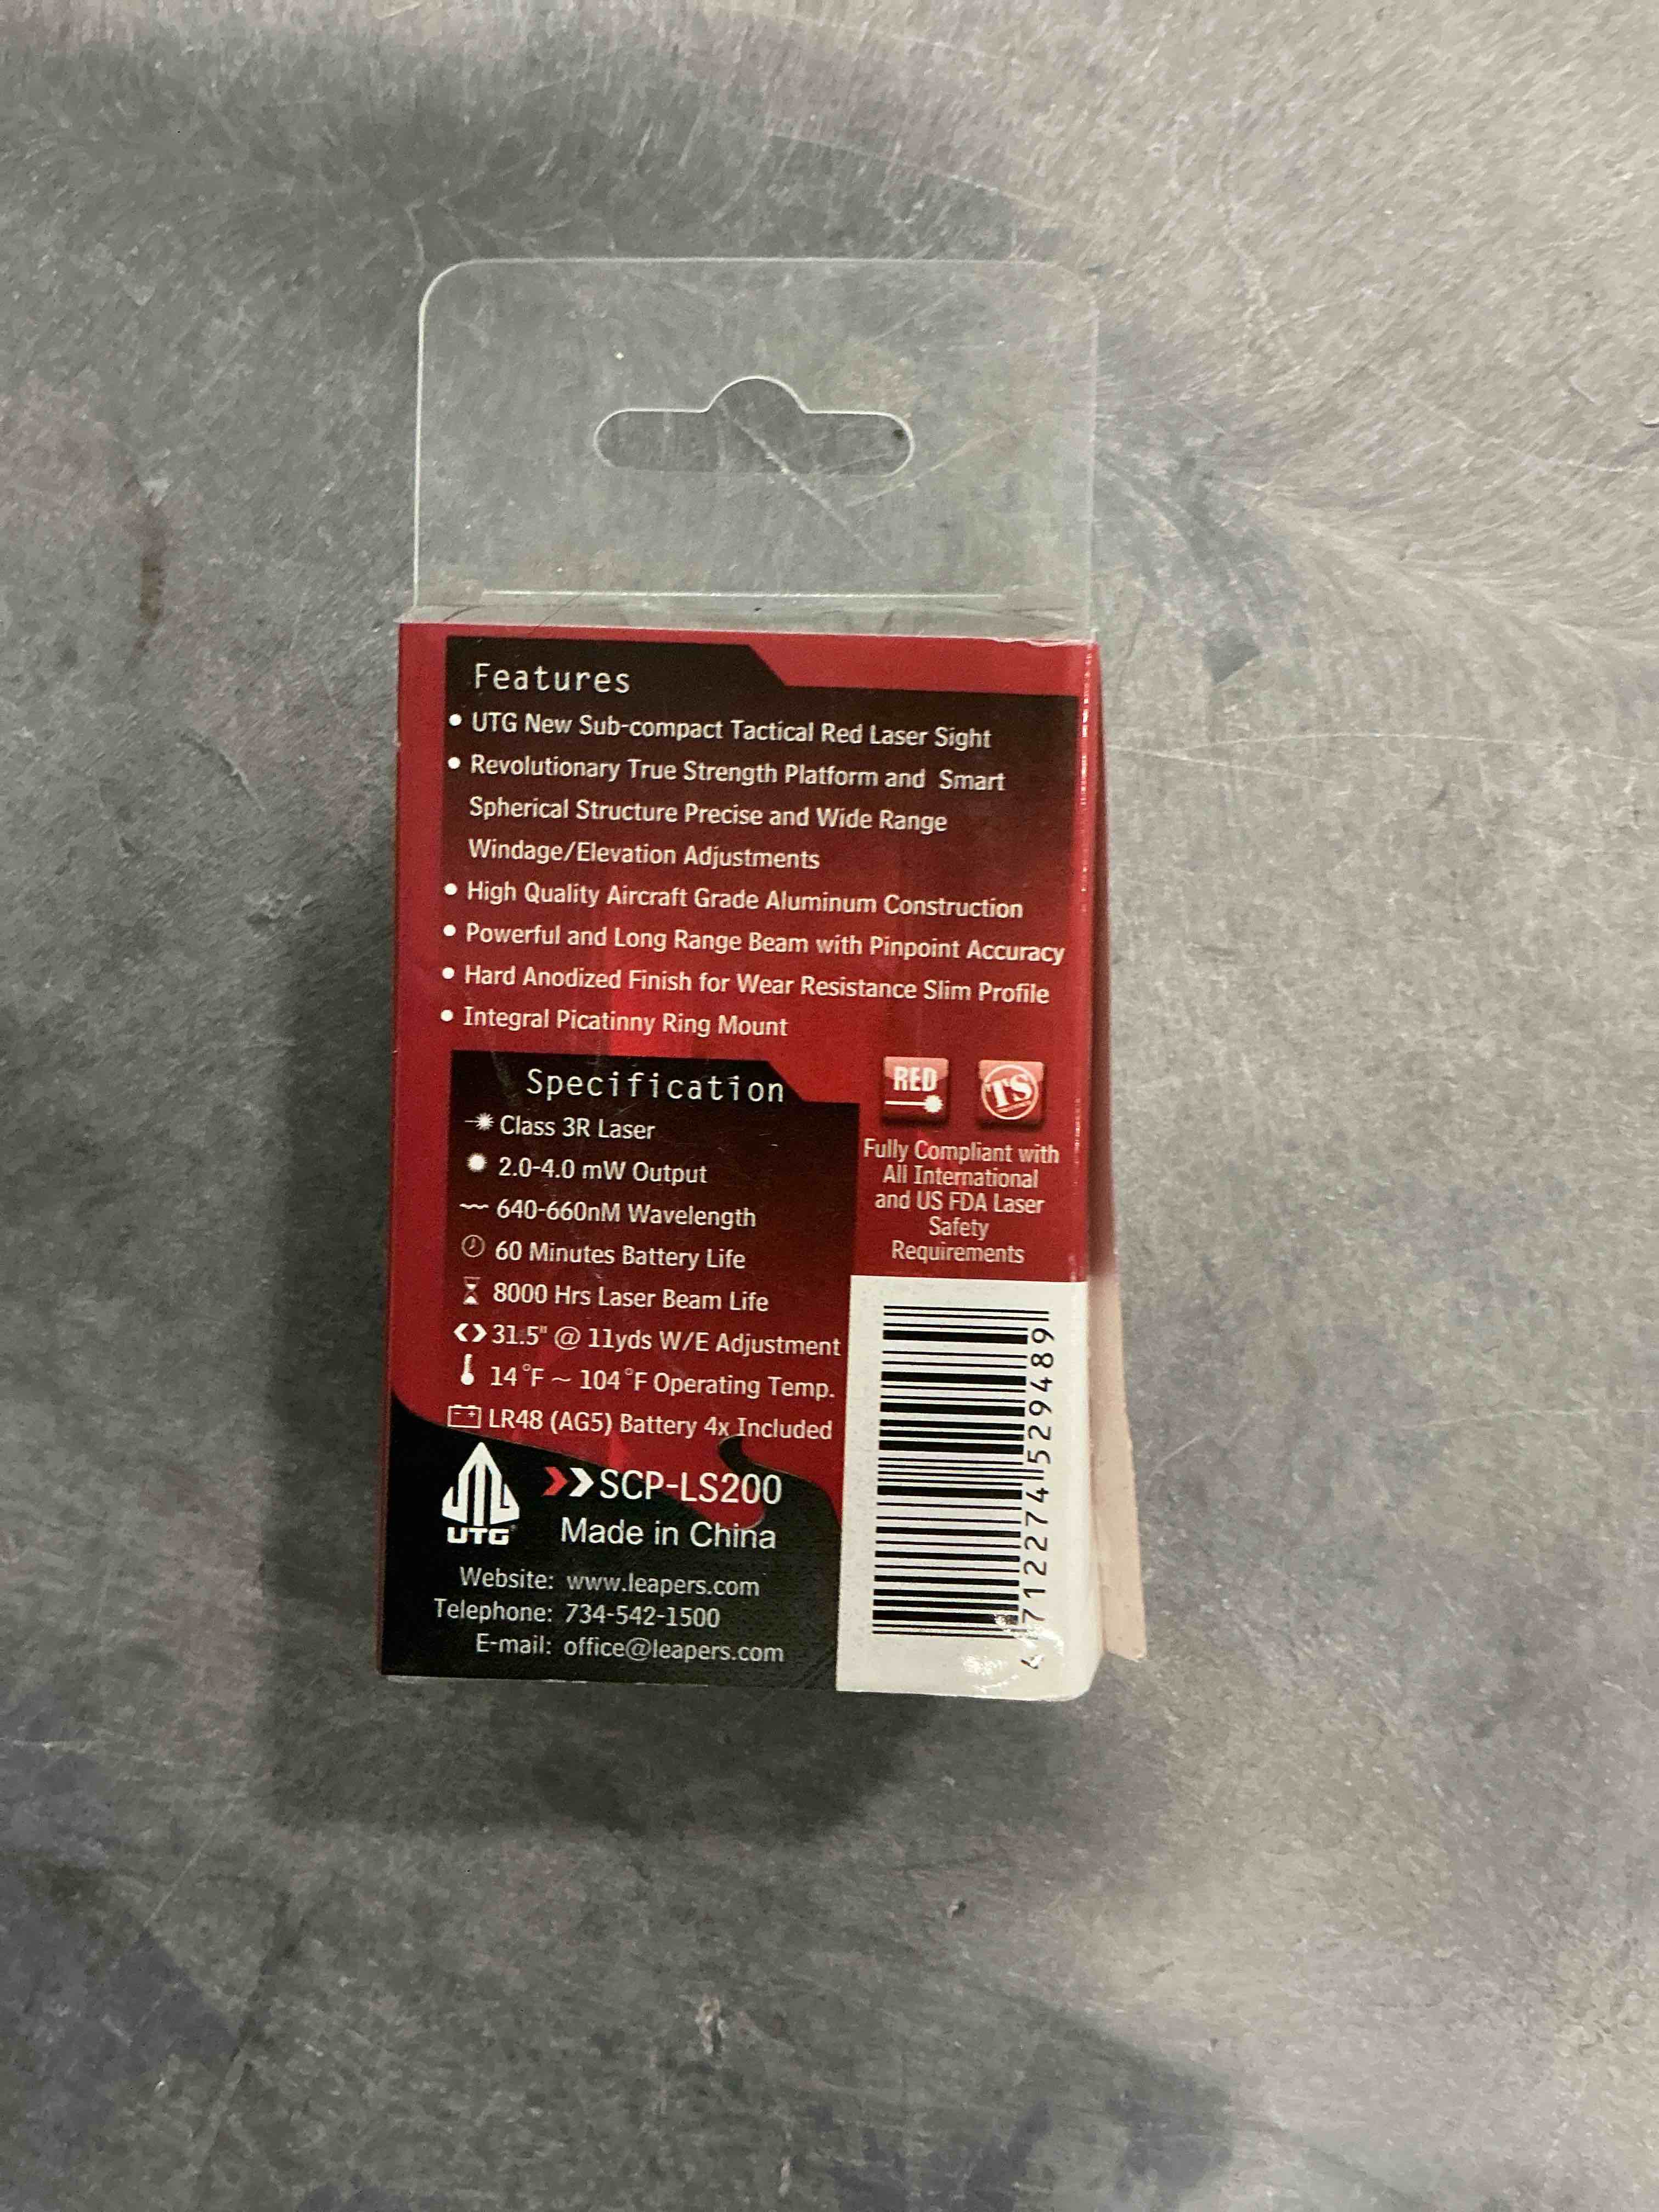 Features
• UTG New Sub-compact Tactical Red Laser Sight
• Revolutionary True Strength Platform and Smart
Spherical Structure Precise and Wide Range
Windage/Elevation Adjustments
• High Quality Aircraft Grade Aluminum Construction
• Powerful and Long Range Beam with Pinpoint Accuracy
• Hard Anodized Finish for Wear Resistance Slim Profile
• Integral Picatinny Ring Mount
Specification
Class 3R Laser
2.0-4.0 mW Output
640-660nM Wavelength
60 Minutes Battery Life
8000 Hrs Laser Beam Life
31.5" @ 11yds W/E Adjustment
14°F ~ 104°F Operating Temp.
LR48 (AG5) Battery 4x Included
RED
TS
Fully Compliant with
All International
and US FDA Laser
Safety
Requirements
UTG
SCP-LS200
Made in China
Website: www.leapers.com
Telephone: 734-542-1500
E-mail: office@leapers.com
4712274529489